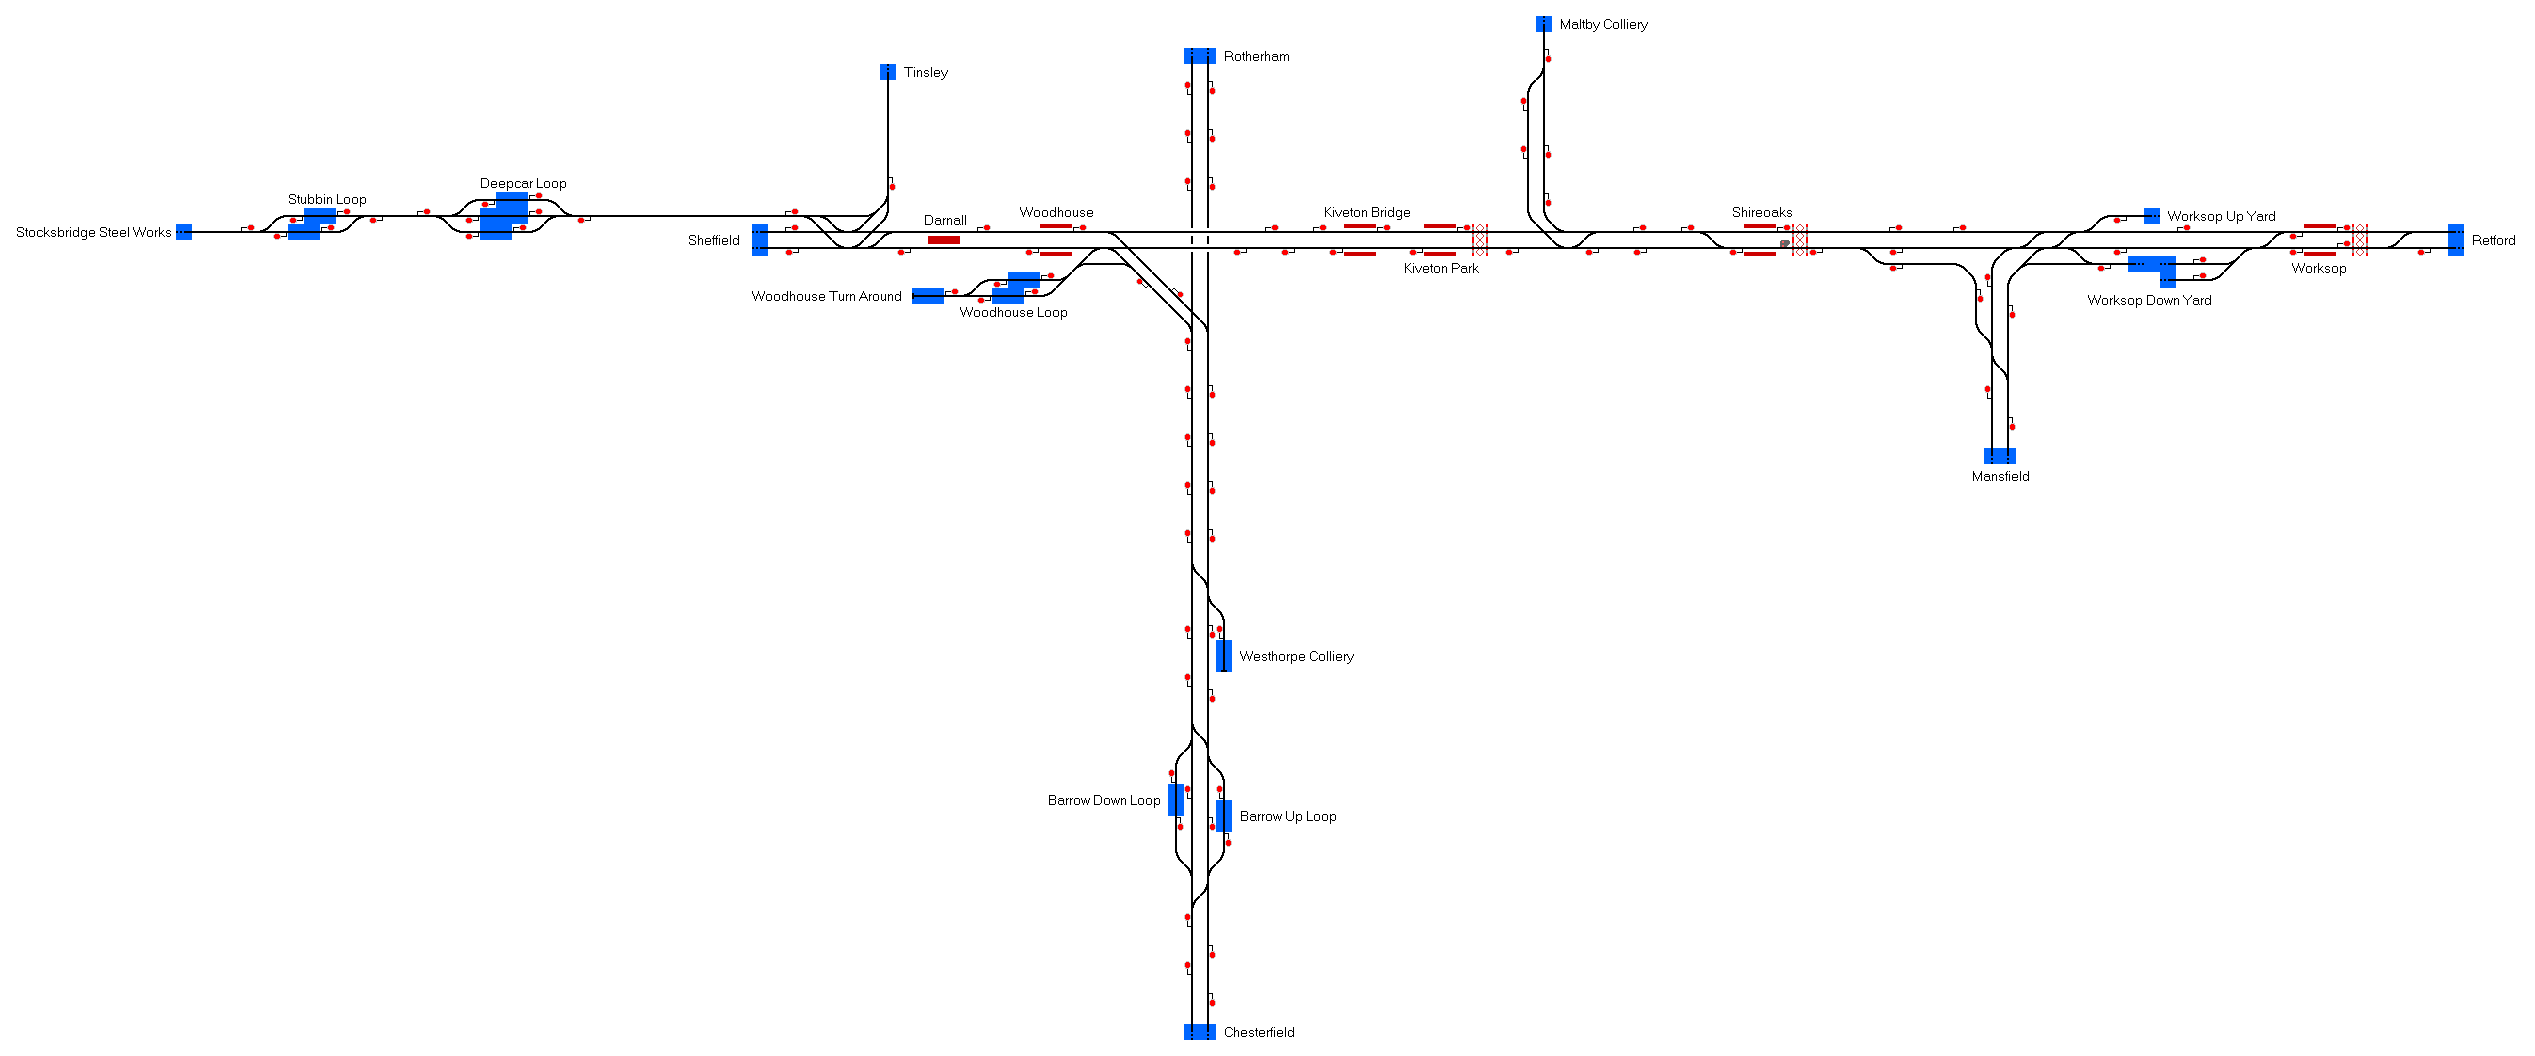 Maltby Colliery
Rotherham
Tinsley
Deepcar Loop
Stubbin Loop
Darnall
Woodhouse
Kiveton Bridge
Shireoaks
Worksop Up Yard
Stocksbridge Steel Works
Sheffield
Retford
Kiveton Park
Worksop
Woodhouse Turn Around
Woodhouse Loop
Worksop Down Yard
Mansfield
Westhorpe Colliery
Barrow Down Loop
Barrow Up Loop
Chesterfield